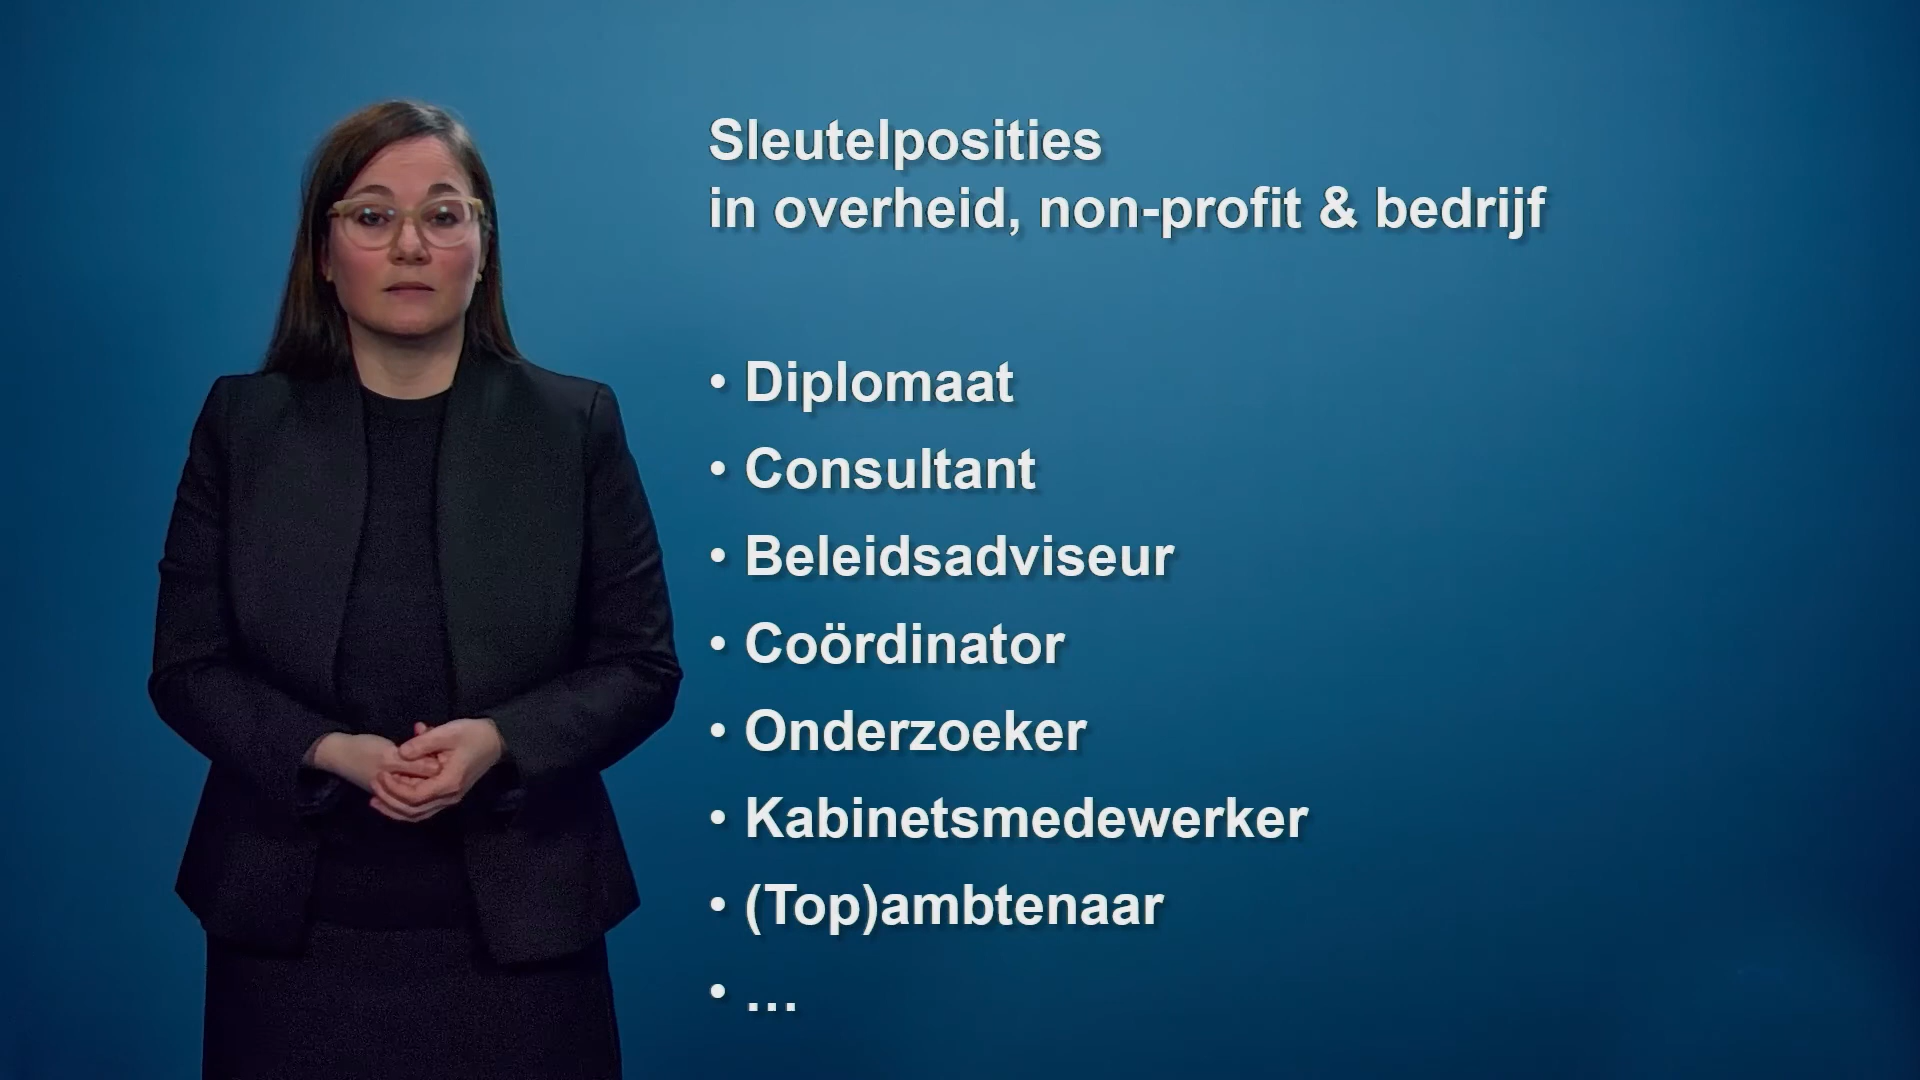 Sleutelposities
in overheid, non-profit & bedrijf
• Diplomaat
• Consultant
• Beleidsadviseur
• Coördinator
• Onderzoeker
• Kabinetsmedewerker
• (Top)ambtenaar
• …